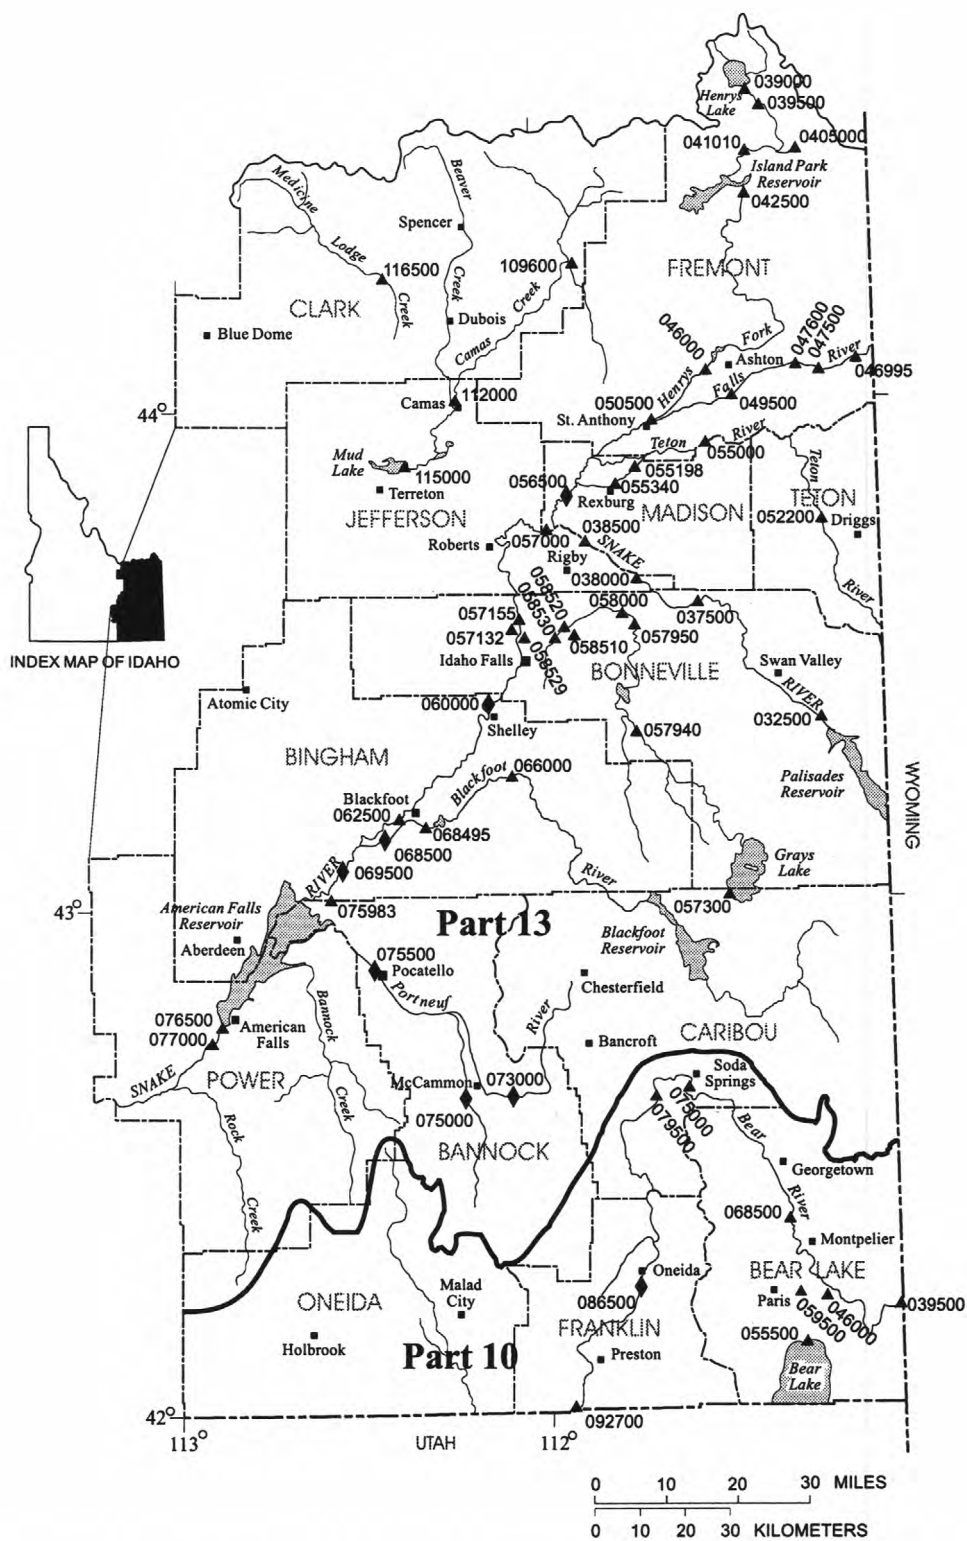 039000
Henrys
Lake
039500
0405000
041010
Island Park
Reservoir
042500
Beaver
Medicine
Spencer
Lodge
116500
109600
FREMONT
Creek
CLARK
Creek
Creek
Dubois
Blue Dome
Camas
046000
Fork
047600
047500
River
Ashton
046995
Henrys
Falls
112000
Camas
44°
050500
049500
St. Anthony
Teton
River
055000
Mud
Lake
115000
055198
Teton
056500
055340
Rexburg
Terreton
JEFFERSON
MADISON
TETON
052200
Driggs
038500
057000
SNAKE
Roberts
Rigby
038000
River
058520
058530
058000
037500
057155
057132
058510
057950
Idaho Falls
058529
BONNEVILLE
INDEX MAP OF IDAHO
Swan Valley
RIVER
Atomic City
060000
032500
Shelley
057940
BINGHAM
066000
Blackfoot
Palisades
Reservoir
WYOMING
Blackfoot
062500
068495
068500
069500
Grays
Lake
RIVER
River
43°
American Falls
Reservoir
075983
Part 13
057300
Blackfoot
Reservoir
Aberdeen
075500
Pocatello
Portneuf
Chesterfield
Bannock
River
076500
American
Falls
077000
CARIBOU
Bancroft
SNAKE
POWER
McCammon
073000
Soda
Springs
Rock
Creek
075000
079500
075000
BANNOCK
Bear
Georgetown
Creek
River
068500
Montpelier
Oneida
BEAR LAKE
ONEIDA
Malad
City
086500
Paris
059500
046000
039500
FRANKLIN
055500
Holbrook
Part 10
Preston
Bear
Lake
42°
092700
113°
UTAH
112°
0 10 20 30 MILES
0 10 20 30 KILOMETERS